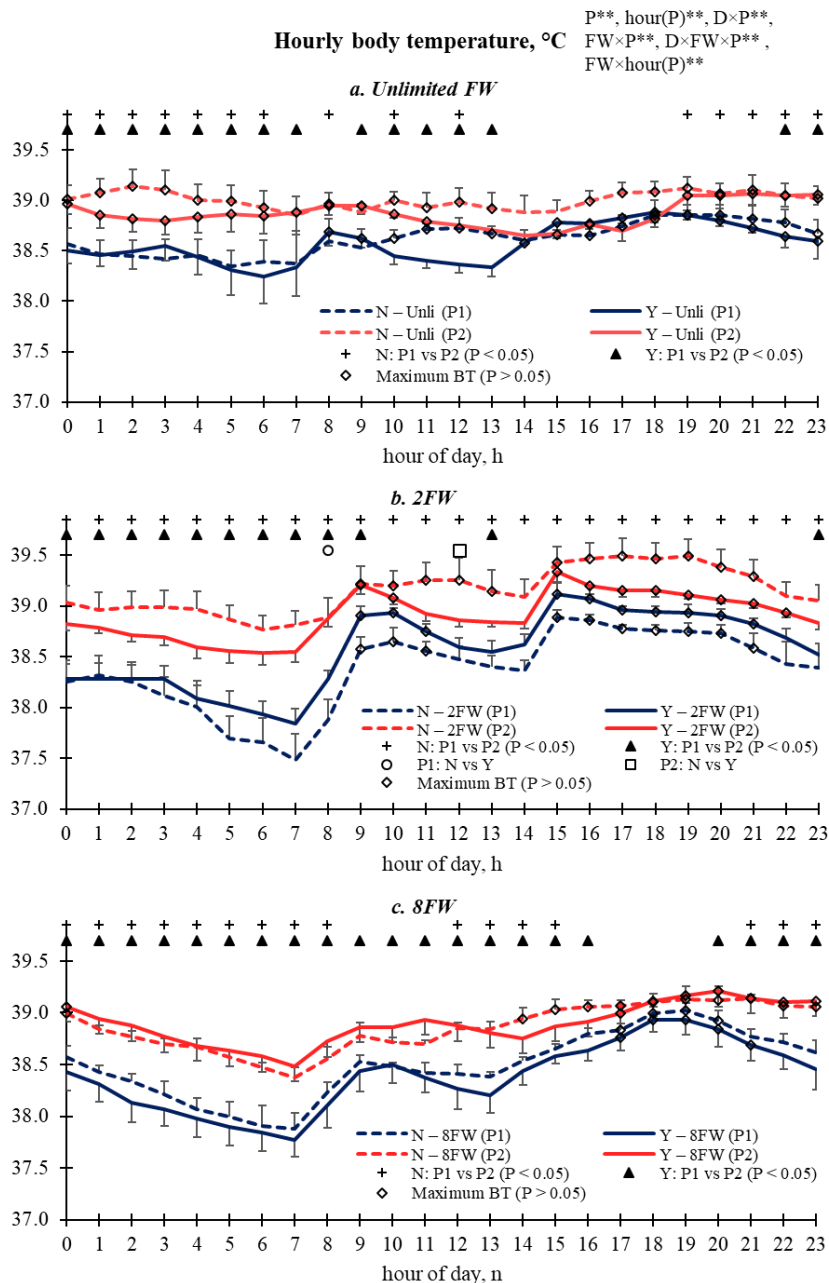 Hourly body temperature, °C
P**, hour(P)**, D×P**,
FW×P**, D×FW×P** ,
FW×hour(P)**
a. Unlimited FW
39.5
39.0
38.5
38.0
37.5
37.0
N – Unli (P1) Y – Unli (P1)
N – Unli (P2) Y – Unli (P2)
N: P1 vs P2 (P < 0.05) Y: P1 vs P2 (P < 0.05)
Maximum BT (P > 0.05)
0 1 2 3 4 5 6 7 8 9 10 11 12 13 14 15 16 17 18 19 20 21 22 23
hour of day, h
b. 2FW
39.5
39.0
38.5
38.0
37.5
37.0
N – 2FW (P1) Y – 2FW (P1)
N – 2FW (P2) Y – 2FW (P2)
N: P1 vs P2 (P < 0.05) Y: P1 vs P2 (P < 0.05)
P1: N vs Y P2: N vs Y
Maximum BT (P > 0.05)
0 1 2 3 4 5 6 7 8 9 10 11 12 13 14 15 16 17 18 19 20 21 22 23
hour of day, h
c. 8FW
39.5
39.0
38.5
38.0
37.5
37.0
N – 8FW (P1) Y – 8FW (P1)
N – 8FW (P2) Y – 8FW (P2)
N: P1 vs P2 (P < 0.05) Y: P1 vs P2 (P < 0.05)
Maximum BT (P > 0.05)
0 1 2 3 4 5 6 7 8 9 10 11 12 13 14 15 16 17 18 19 20 21 22 23
hour of day, n